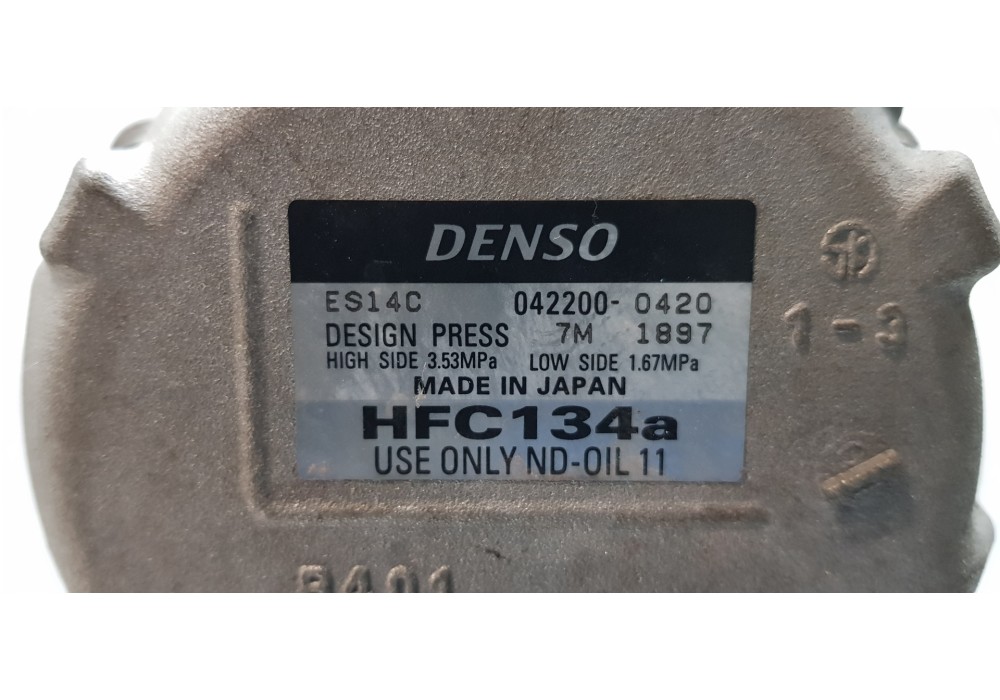 DENSO
ES14C 042200-0420
DESIGN PRESS 7M 1897
HIGH SIDE 3.53MPa LOW SIDE 1.67MPa
MADE IN JAPAN
HFC134a
USE ONLY ND-OIL 11
1-3